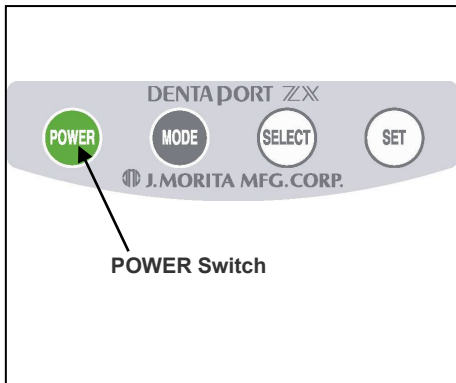 DENTAPORT ZX
POWER MODE SELECT SET
J.MORITA MFG.CORP.
POWER Switch